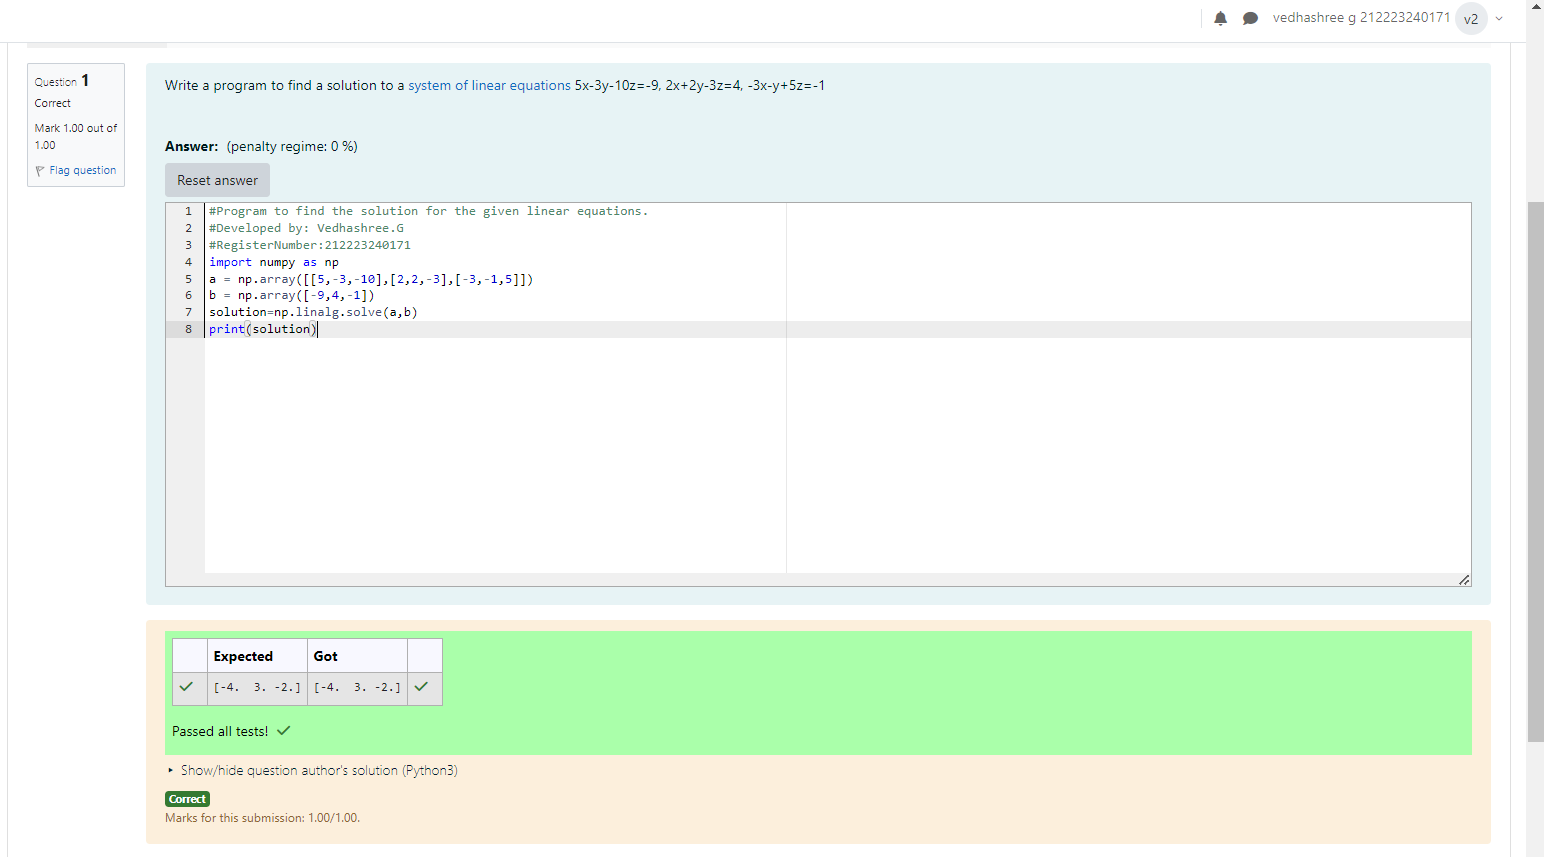 vedhashree g 212223240171 v2
Question 1
Correct
Mark 1.00 out of
1.00
Flag question
Write a program to find a solution to a system of linear equations 5x-3y-10z=-9, 2x+2y-3z=4, -3x-y+5z=-1
Answer: (penalty regime: 0 %)
Reset answer
1 #Program to find the solution for the given linear equations.
2 #Developed by: Vedhashree.G
3 #RegisterNumber:212223240171
4 import numpy as np
5 a = np.array([[5,-3,-10],[2,2,-3],[-3,-1,5]])
6 b = np.array([-9,4,-1])
7 solution=np.linalg.solve(a,b)
8 print(solution)
Expected Got
[-4.  3. -2.] [-4.  3. -2.]
Passed all tests!
Show/hide question author's solution (Python3)
Correct
Marks for this submission: 1.00/1.00.